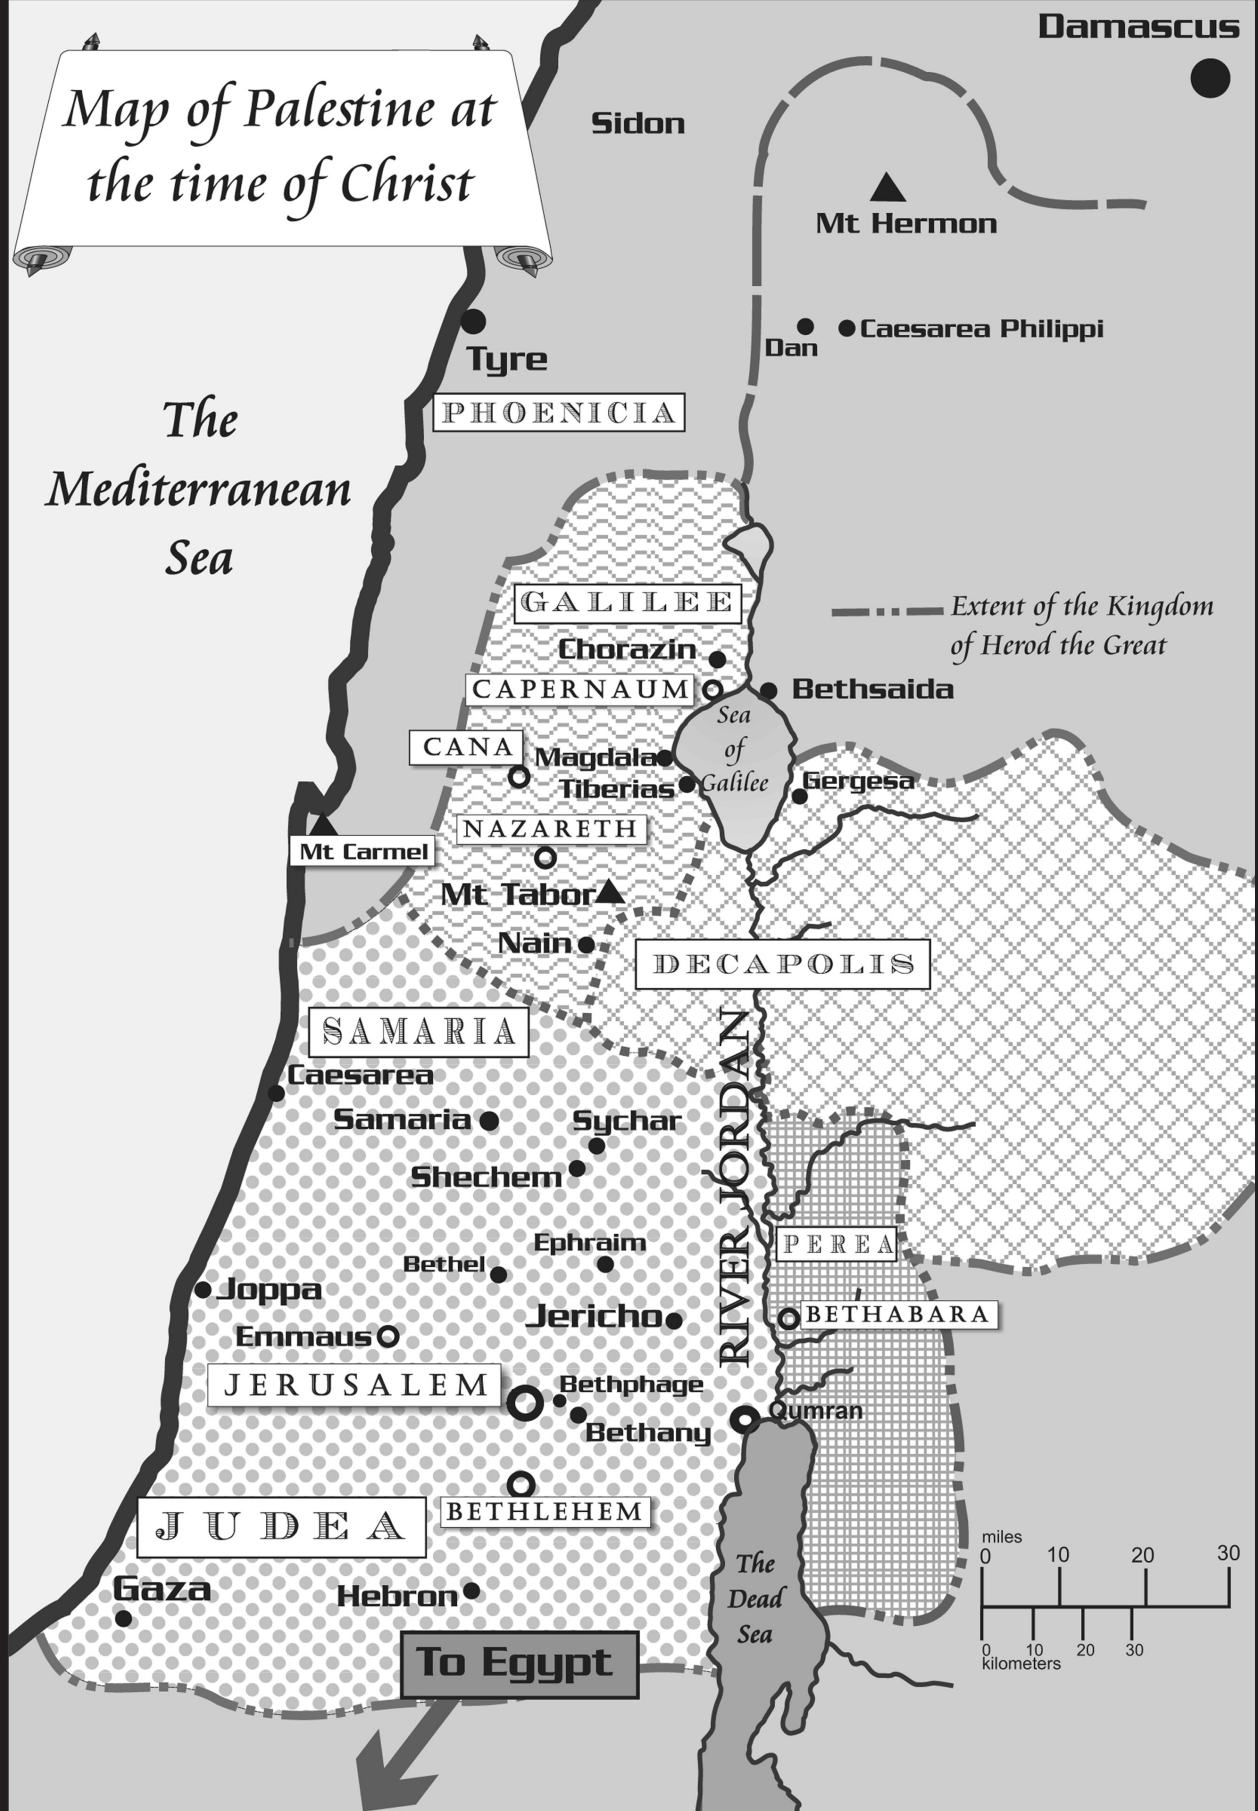 Damascus
Map of Palestine at
the time of Christ
Sidon
Mt Hermon
Dan
Caesarea Philippi
Tyre
PHOENICIA
The
Mediterranean
Sea
GALILEE
Extent of the Kingdom
of Herod the Great
Chorazin
CAPERNAUM
Bethsaida
Sea
of
Galilee
CANA
Magdala
Tiberias
Gergesa
NAZARETH
Mt Carmel
Mt Tabor
Nain
DECAPOLIS
SAMARIA
Caesarea
Samaria
Sychar
Shechem
RIVER JORDAN
Ephraim
Bethel
PEREA
Joppa
Jericho
BETHABARA
Emmaus
JERUSALEM
Bethphage
Qumran
Bethany
BETHLEHEM
JUDEA
The
Dead
Sea
Gaza
Hebron
To Egypt
miles
0 10 20 30
0 10 20 30
kilometers